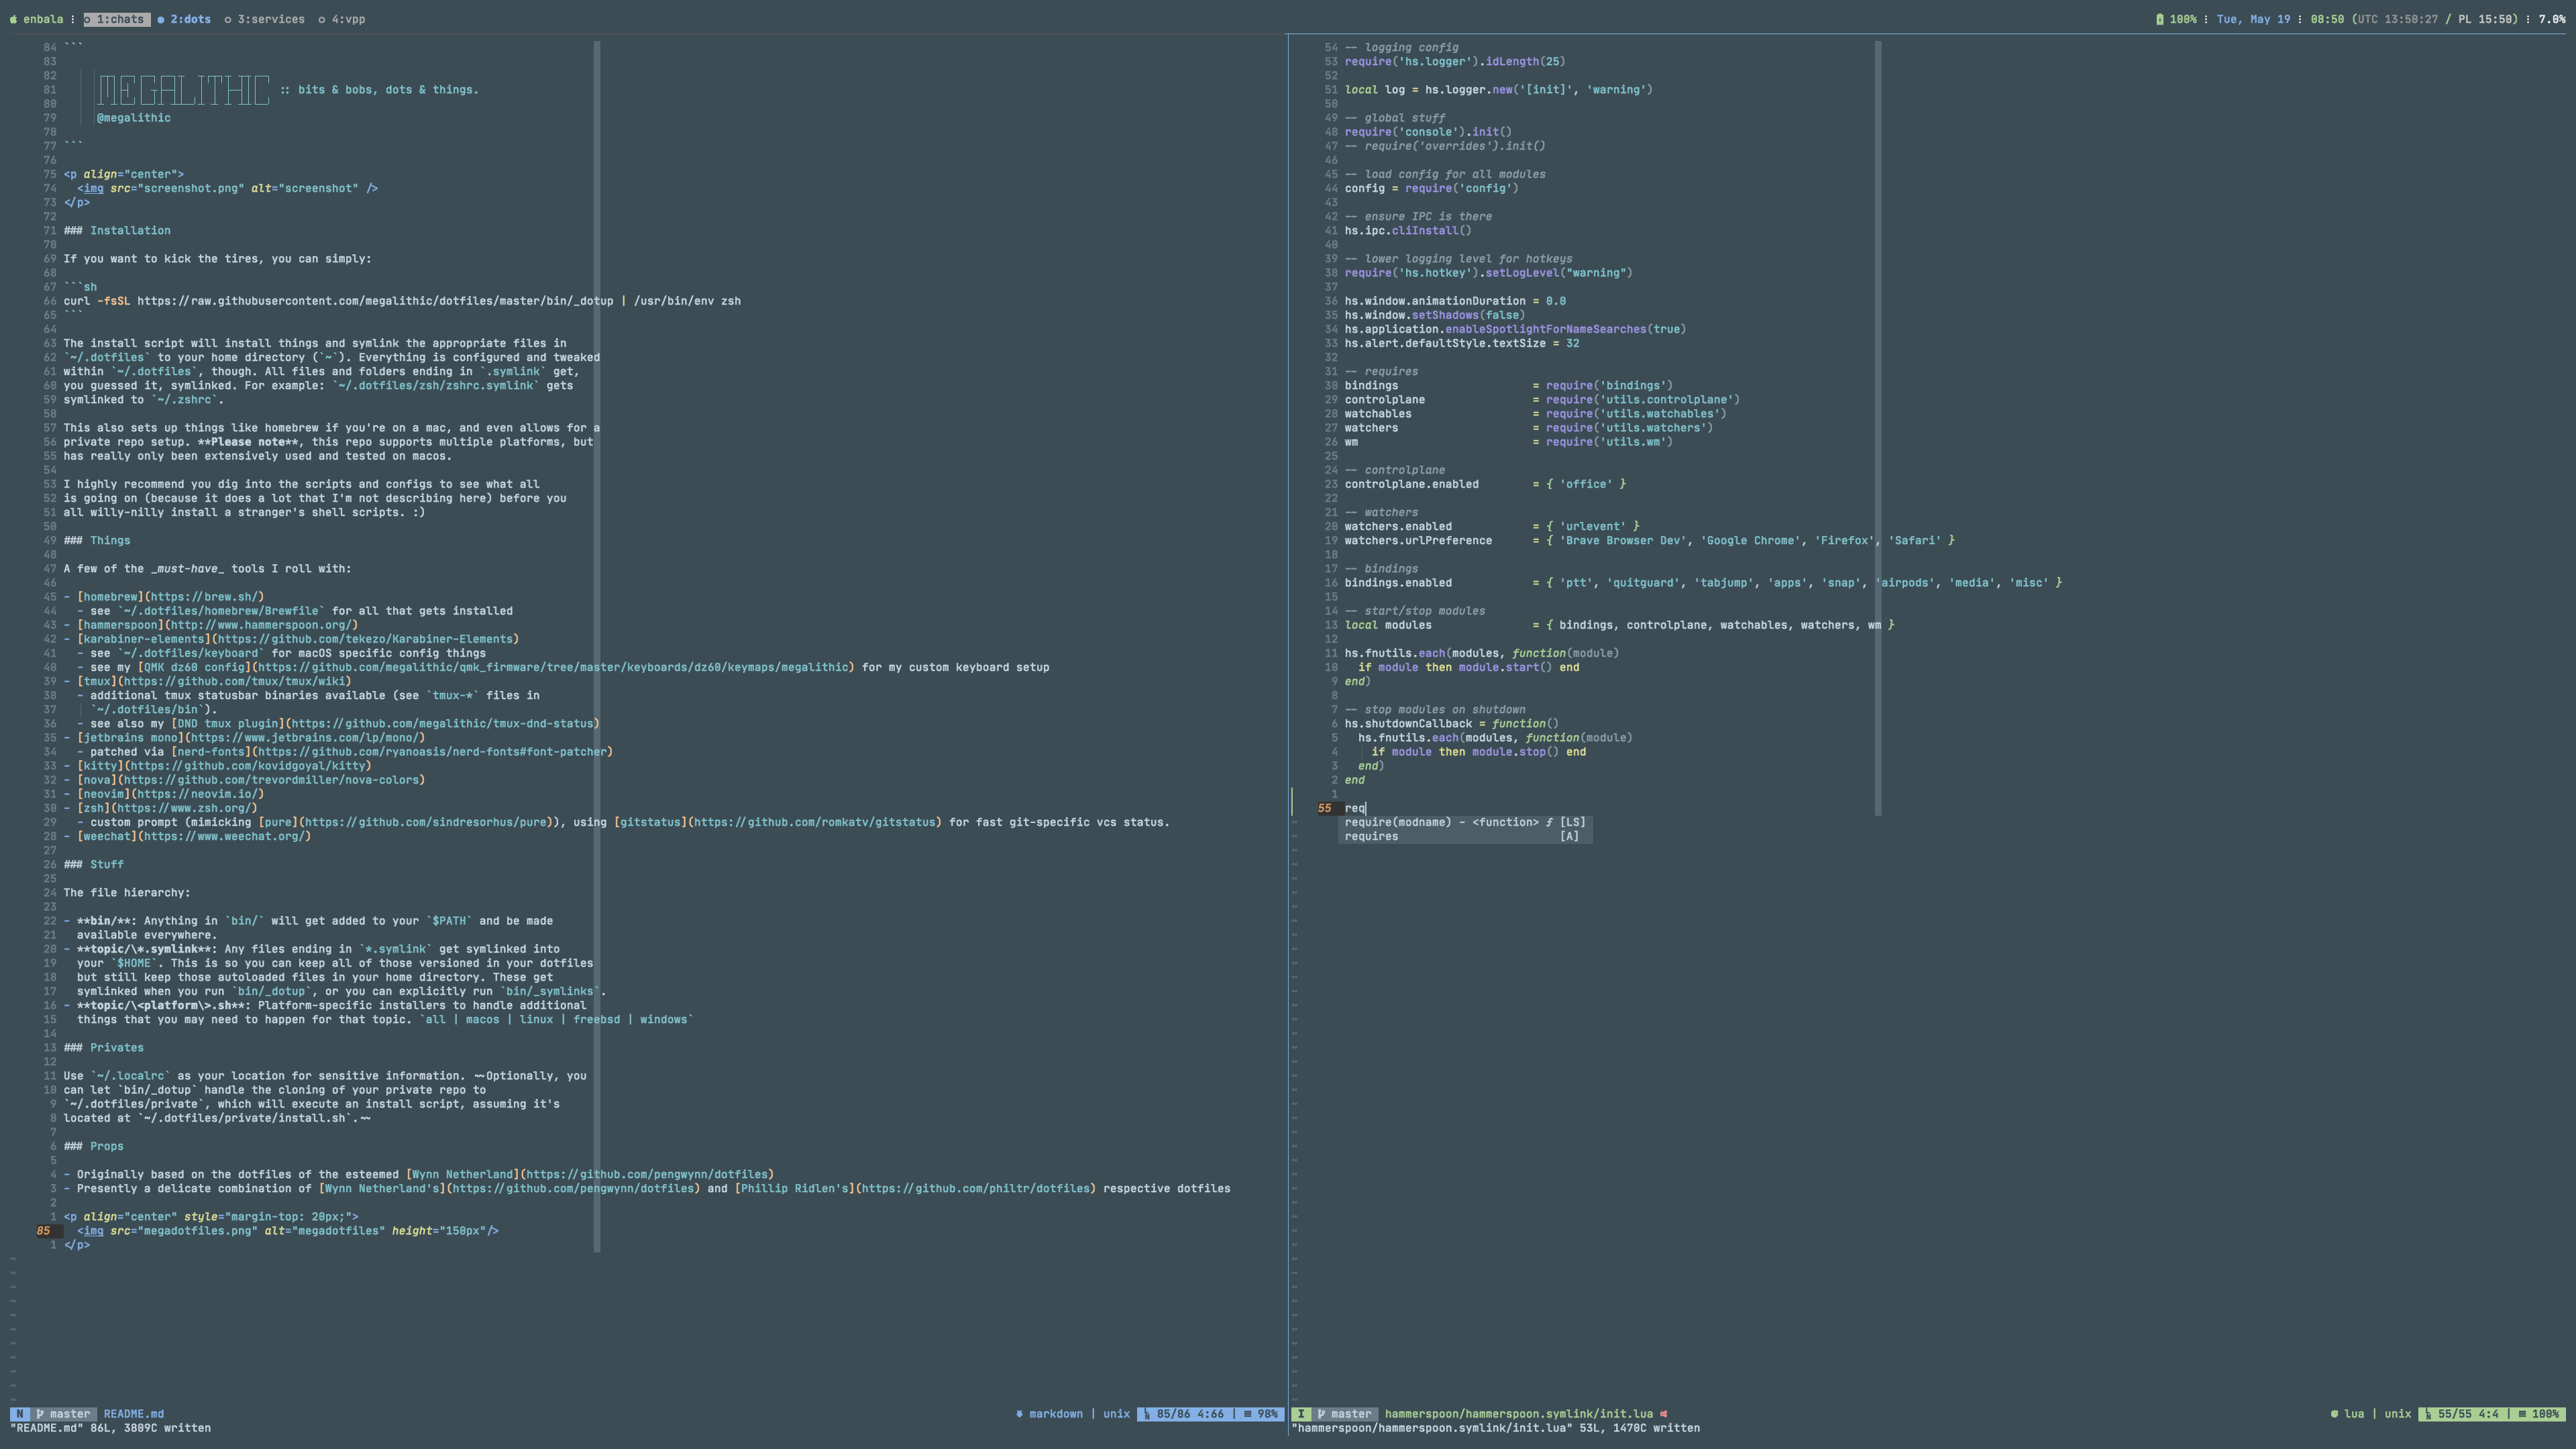 enbala : ○ 1:chats ● 2:dots ○ 3:services ○ 4:vpp
100% : Tue, May 19 : 08:50 (UTC 13:50:27 / PL 15:50) : 7.0%
84 ```
83
82
81 MEGALITHIC :: bits & bobs, dots & things.
80
79 @megalithic
78
77 ```
76
75 <p align="center">
74   <img src="screenshot.png" alt="screenshot" />
73 </p>
72
71 ### Installation
70
69 If you want to kick the tires, you can simply:
68
67 ```sh
66 curl -fsSL https://raw.githubusercontent.com/megalithic/dotfiles/master/bin/_dotup | /usr/bin/env zsh
65 ```
64
63 The install script will install things and symlink the appropriate files in
62 `~/.dotfiles` to your home directory (`~`). Everything is configured and tweaked
61 within `~/.dotfiles`, though. All files and folders ending in `.symlink` get,
60 you guessed it, symlinked. For example: `~/.dotfiles/zsh/zshrc.symlink` gets
59 symlinked to `~/.zshrc`.
58
57 This also sets up things like homebrew if you're on a mac, and even allows for a
56 private repo setup. **Please note**, this repo supports multiple platforms, but
55 has really only been extensively used and tested on macos.
54
53 I highly recommend you dig into the scripts and configs to see what all
52 is going on (because it does a lot that I'm not describing here) before you
51 all willy-nilly install a stranger's shell scripts. :)
50
49 ### Things
48
47 A few of the _must-have_ tools I roll with:
46
45 - [homebrew](https://brew.sh/)
44   - see `~/.dotfiles/homebrew/Brewfile` for all that gets installed
43 - [hammerspoon](http://www.hammerspoon.org/)
42 - [karabiner-elements](https://github.com/tekezo/Karabiner-Elements)
41   - see `~/.dotfiles/keyboard` for macOS specific config things
40   - see my [QMK dz60 config](https://github.com/megalithic/qmk_firmware/tree/master/keyboards/dz60/keymaps/megalithic) for my custom keyboard setup
39 - [tmux](https://github.com/tmux/tmux/wiki)
38   - additional tmux statusbar binaries available (see `tmux-*` files in
37     `~/.dotfiles/bin`).
36   - see also my [DND tmux plugin](https://github.com/megalithic/tmux-dnd-status)
35 - [jetbrains mono](https://www.jetbrains.com/lp/mono/)
34   - patched via [nerd-fonts](https://github.com/ryanoasis/nerd-fonts#font-patcher)
33 - [kitty](https://github.com/kovidgoyal/kitty)
32 - [nova](https://github.com/trevordmiller/nova-colors)
31 - [neovim](https://neovim.io/)
30 - [zsh](https://www.zsh.org/)
29   - custom prompt (mimicking [pure](https://github.com/sindresorhus/pure)), using [gitstatus](https://github.com/romkatv/gitstatus) for fast git-specific vcs status.
28 - [weechat](https://www.weechat.org/)
27
26 ### Stuff
25
24 The file hierarchy:
23
22 - **bin/**: Anything in `bin/` will get added to your `$PATH` and be made
21   available everywhere.
20 - **topic/\*.symlink**: Any files ending in `*.symlink` get symlinked into
19   your `$HOME`. This is so you can keep all of those versioned in your dotfiles
18   but still keep those autoloaded files in your home directory. These get
17   symlinked when you run `bin/_dotup`, or you can explicitly run `bin/_symlinks`.
16 - **topic/\<platform\>.sh**: Platform-specific installers to handle additional
15   things that you may need to happen for that topic. `all | macos | linux | freebsd | windows`
14
13 ### Privates
12
11 Use `~/.localrc` as your location for sensitive information. ~~Optionally, you
10 can let `bin/_dotup` handle the cloning of your private repo to
9 `~/.dotfiles/private`, which will execute an install script, assuming it's
8 located at `~/.dotfiles/private/install.sh`.~~
7
6 ### Props
5
4 - Originally based on the dotfiles of the esteemed [Wynn Netherland](https://github.com/pengwynn/dotfiles)
3 - Presently a delicate combination of [Wynn Netherland's](https://github.com/pengwynn/dotfiles) and [Phillip Ridlen's](https://github.com/philtr/dotfiles) respective dotfiles
2
1 <p align="center" style="margin-top: 20px;">
85   <img src="megadotfiles.png" alt="megadotfiles" height="150px"/>
1 </p>
N master README.md markdown | unix 85/86 4:66 | ≡ 98%
"README.md" 86L, 3809C written
54 -- logging config
53 require('hs.logger').idLength(25)
52
51 local log = hs.logger.new('[init]', 'warning')
50
49 -- global stuff
48 require('console').init()
47 -- require('overrides').init()
46
45 -- load config for all modules
44 config = require('config')
43
42 -- ensure IPC is there
41 hs.ipc.cliInstall()
40
39 -- lower logging level for hotkeys
38 require('hs.hotkey').setLogLevel("warning")
37
36 hs.window.animationDuration = 0.0
35 hs.window.setShadows(false)
34 hs.application.enableSpotlightForNameSearches(true)
33 hs.alert.defaultStyle.textSize = 32
32
31 -- requires
30 bindings = require('bindings')
29 controlplane = require('utils.controlplane')
28 watchables = require('utils.watchables')
27 watchers = require('utils.watchers')
26 wm = require('utils.wm')
25
24 -- controlplane
23 controlplane.enabled = { 'office' }
22
21 -- watchers
20 watchers.enabled = { 'urlevent' }
19 watchers.urlPreference = { 'Brave Browser Dev', 'Google Chrome', 'Firefox', 'Safari' }
18
17 -- bindings
16 bindings.enabled = { 'ptt', 'quitguard', 'tabjump', 'apps', 'snap', 'airpods', 'media', 'misc' }
15
14 -- start/stop modules
13 local modules = { bindings, controlplane, watchables, watchers, wm }
12
11 hs.fnutils.each(modules, function(module)
10   if module then module.start() end
9 end)
8
7 -- stop modules on shutdown
6 hs.shutdownCallback = function()
5   hs.fnutils.each(modules, function(module)
4     if module then module.stop() end
3   end)
2 end
1
55 req
require(modname) - <function> ƒ [LS]
requires [A]
I master hammerspoon/hammerspoon.symlink/init.lua lua | unix 55/55 4:4 | ≡ 100%
"hammerspoon/hammerspoon.symlink/init.lua" 53L, 1470C written